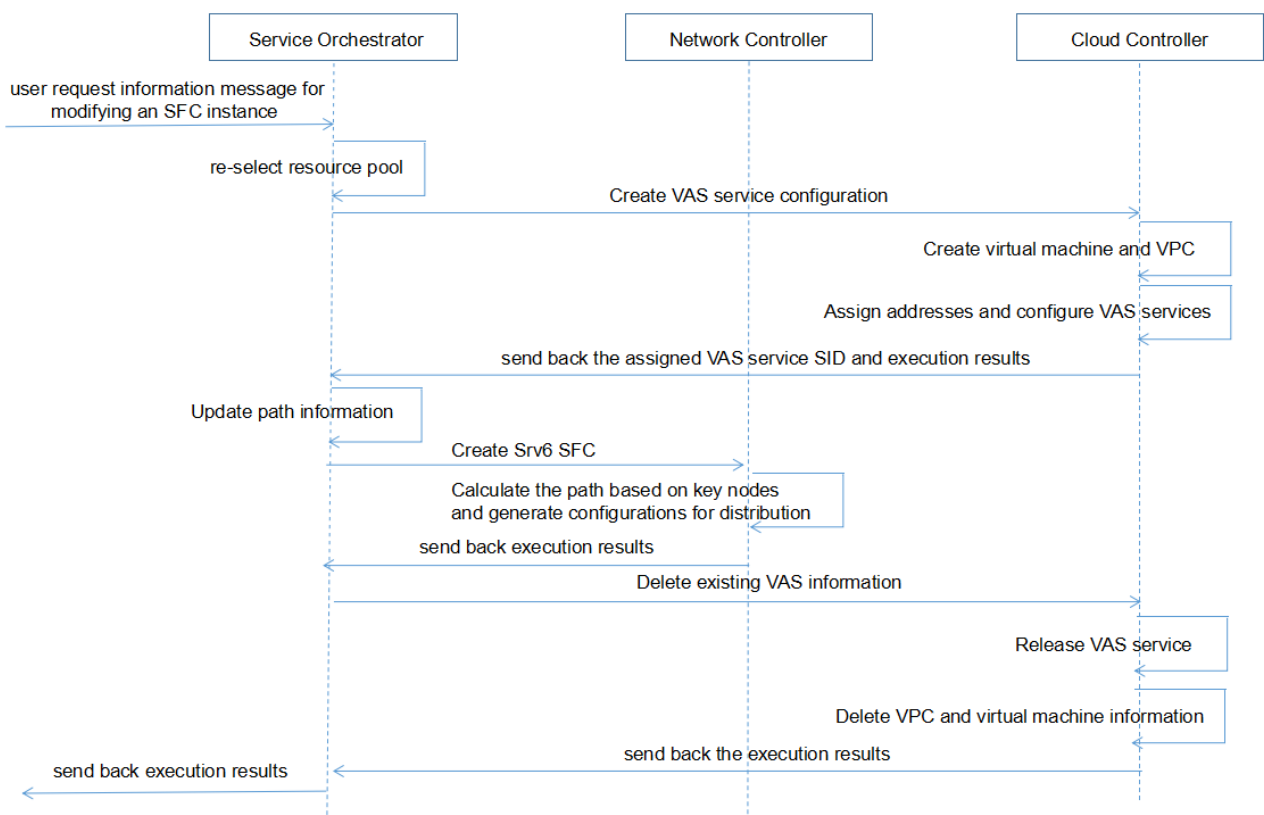 Service Orchestrator
Network Controller
Cloud Controller
user request information message for
modifying an SFC instance
re-select resource pool
Create VAS service configuration
Create virtual machine and VPC
Assign addresses and configure VAS services
send back the assigned VAS service SID and execution results
Update path information
Create Srv6 SFC
Calculate the path based on key nodes
and generate configurations for distribution
send back execution results
Delete existing VAS information
Release VAS service
Delete VPC and virtual machine information
send back the execution results
send back execution results